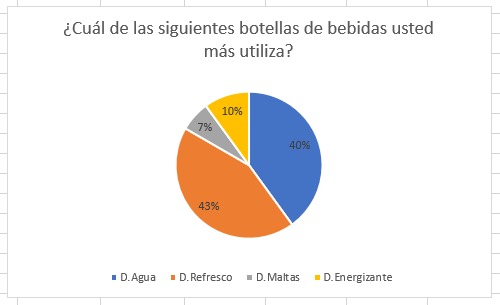 ¿Cuál de las siguientes botellas de bebidas usted
más utiliza?
10%
7%
40%
43%
D.Agua D.Refresco D.Maltas D.Energizante